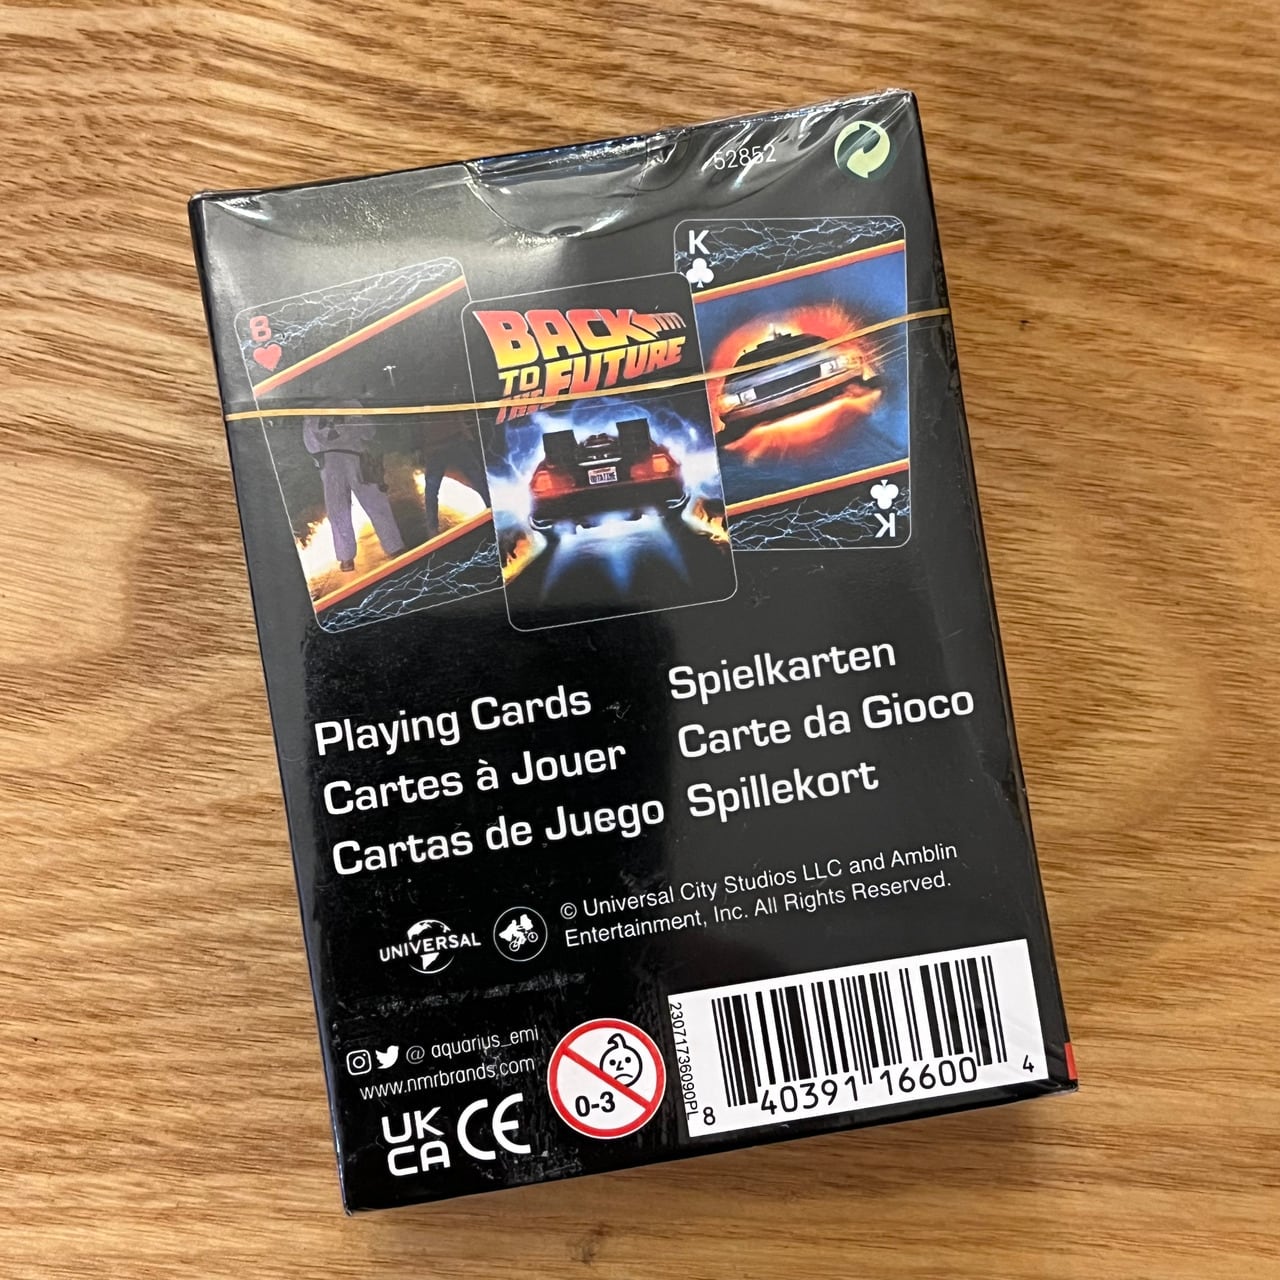 52852
8
K
BACK
TO
THE FUTURE
OUTATIME
K
Playing Cards
Cartes à Jouer
Cartas de Juego
Spielkarten
Carte da Gioco
Spillekort
UNIVERSAL
© Universal City Studios LLC and Amblin
Entertainment, Inc. All Rights Reserved.
@ aquarius_emi
www.nmrbrands.com
UK
CA CE
0-3
23071736090PL
8 40391 16600 4